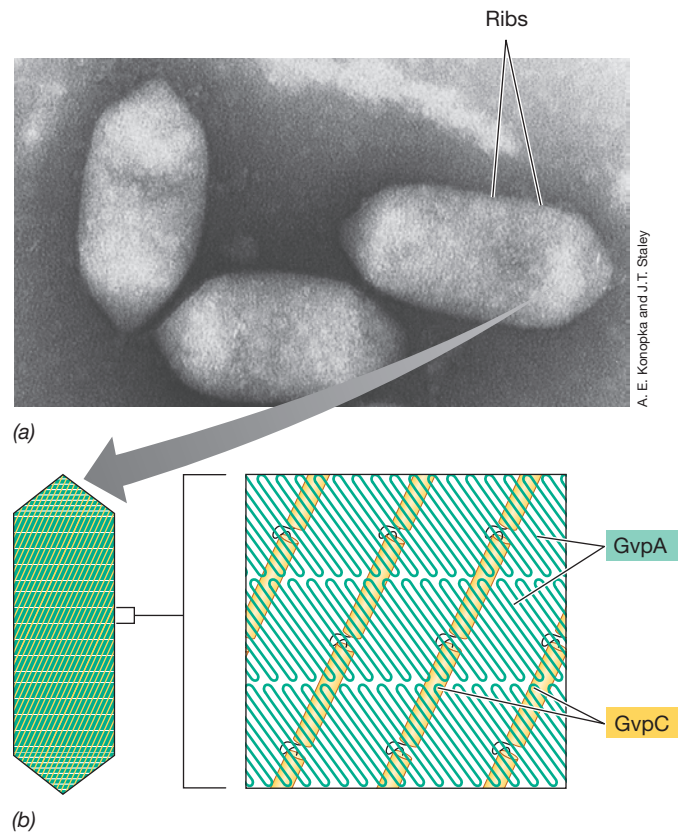 Ribs
A. E. Konopka and J.T. Staley
(a)
GvpA
GvpC
(b)